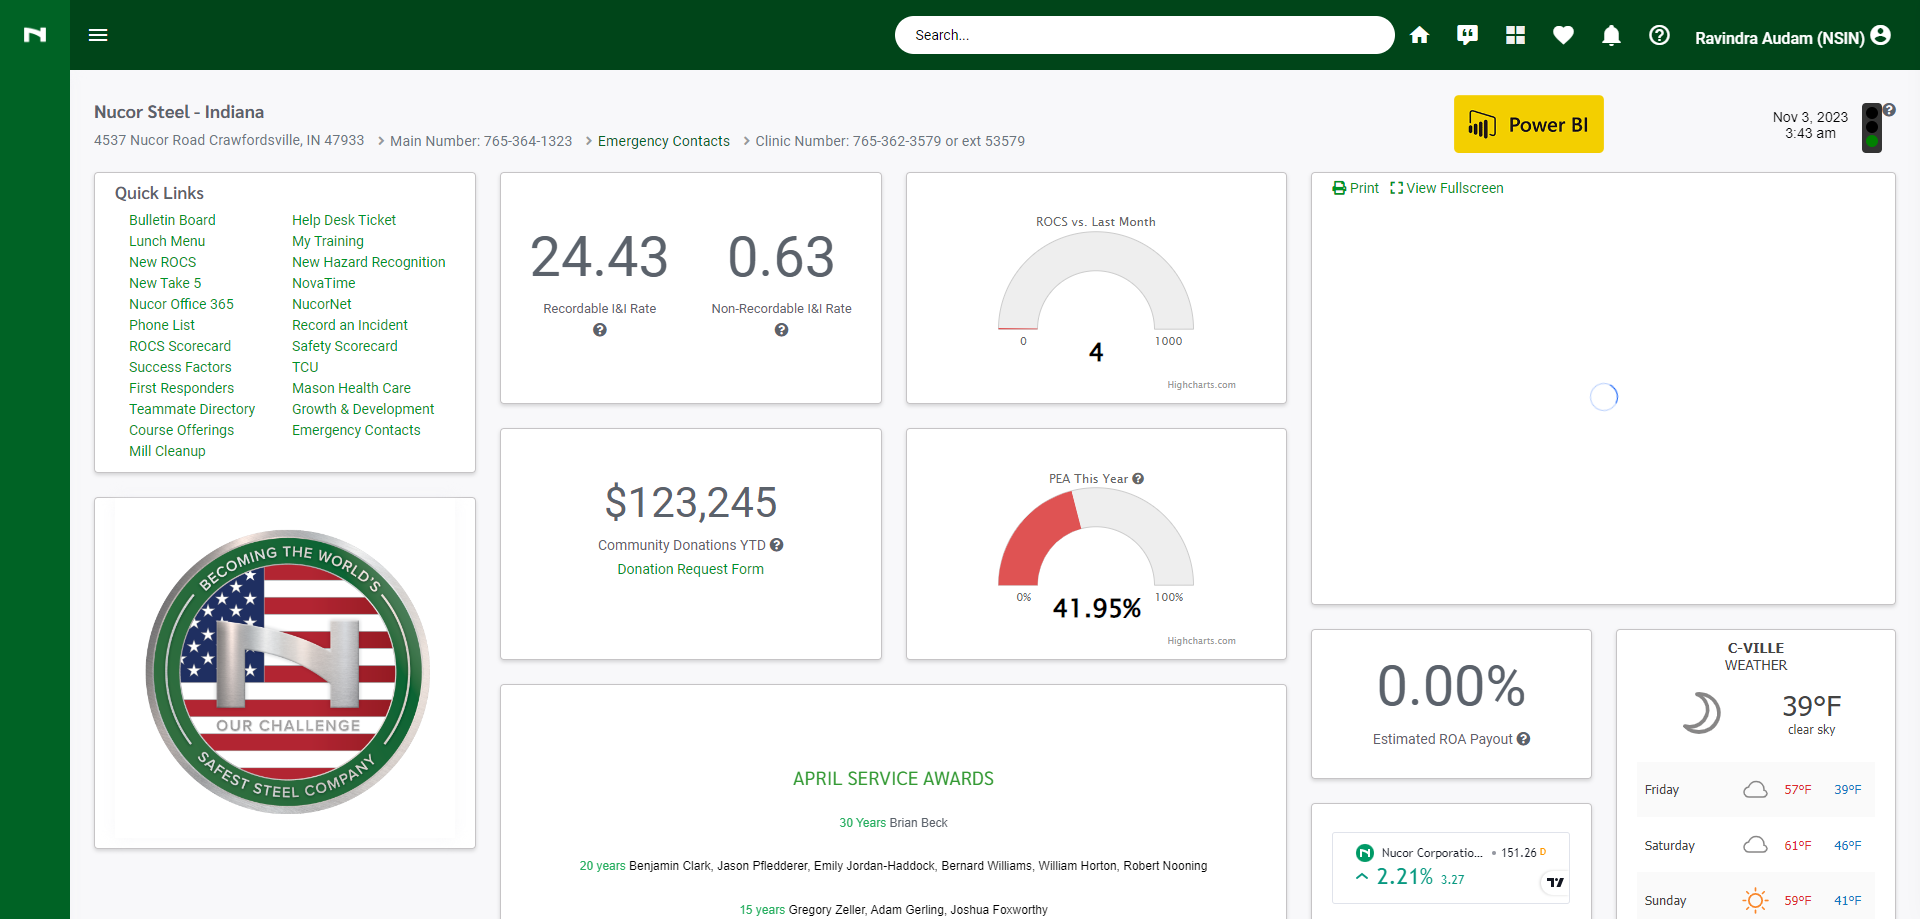 Search...
Ravindra Audam (NSIN)
Nucor Steel - Indiana
4537 Nucor Road Crawfordsville, IN 47933 > Main Number: 765-364-1323 > Emergency Contacts > Clinic Number: 765-362-3579 or ext 53579
Power BI
Nov 3, 2023
3:43 am
Quick Links
Bulletin Board
Lunch Menu
New ROCS
New Take 5
Nucor Office 365
Phone List
ROCS Scorecard
Success Factors
First Responders
Teammate Directory
Course Offerings
Mill Cleanup
Help Desk Ticket
My Training
New Hazard Recognition
NovaTime
NucorNet
Record an Incident
Safety Scorecard
TCU
Mason Health Care
Growth & Development
Emergency Contacts
BECOMING THE WORLD'S
OUR CHALLENGE
SAFEST STEEL COMPANY
24.43
Recordable I&I Rate
0.63
Non-Recordable I&I Rate
ROCS vs. Last Month
0
1000
4
Highcharts.com
$123,245
Community Donations YTD
Donation Request Form
PEA This Year
0%
100%
41.95%
Highcharts.com
APRIL SERVICE AWARDS
30 Years Brian Beck
20 years Benjamin Clark, Jason Pfledderer, Emily Jordan-Haddock, Bernard Williams, William Horton, Robert Nooning
15 years Gregory Zeller, Adam Gerling, Joshua Foxworthy
Print View Fullscreen
0.00%
Estimated ROA Payout
Nucor Corporatio... • 151.26 D
2.21% 3.27
C-VILLE
WEATHER
39°F
clear sky
Friday 57°F 39°F
Saturday 61°F 46°F
Sunday 59°F 41°F